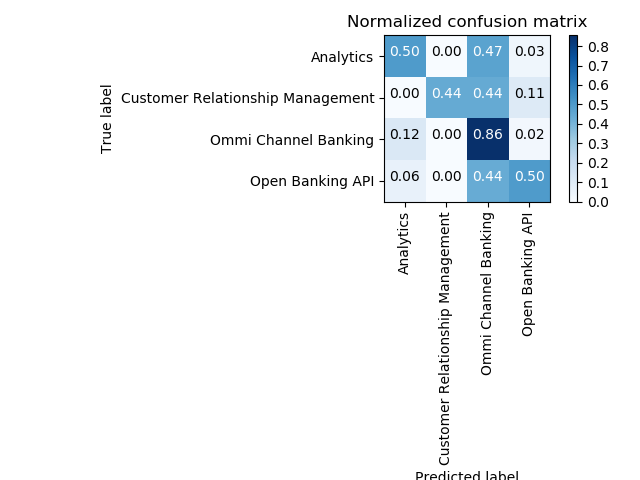 Normalized confusion matrix
True label
Analytics 0.50 0.00 0.47 0.03
Customer Relationship Management 0.00 0.44 0.44 0.11
Ommi Channel Banking 0.12 0.00 0.86 0.02
Open Banking API 0.06 0.00 0.44 0.50
Analytics
Customer Relationship Management
Ommi Channel Banking
Open Banking API
Predicted label
0.8
0.7
0.6
0.5
0.4
0.3
0.2
0.1
0.0